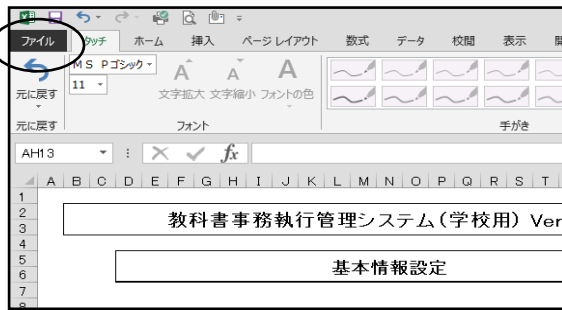 ファイル タッチ ホーム 挿入 ページ レイアウト 数式 データ 校閲 表示
ＭＳ Ｐゴシック
11
元に戻す 文字拡大 文字縮小 フォントの色
元に戻す フォント 手がき
AH13 fx
A B C D E F G H I J K L M N O P Q R S T
1
2
教科書事務執行管理システム(学校用) Ver
3
4
5
基本情報設定
6
7
8